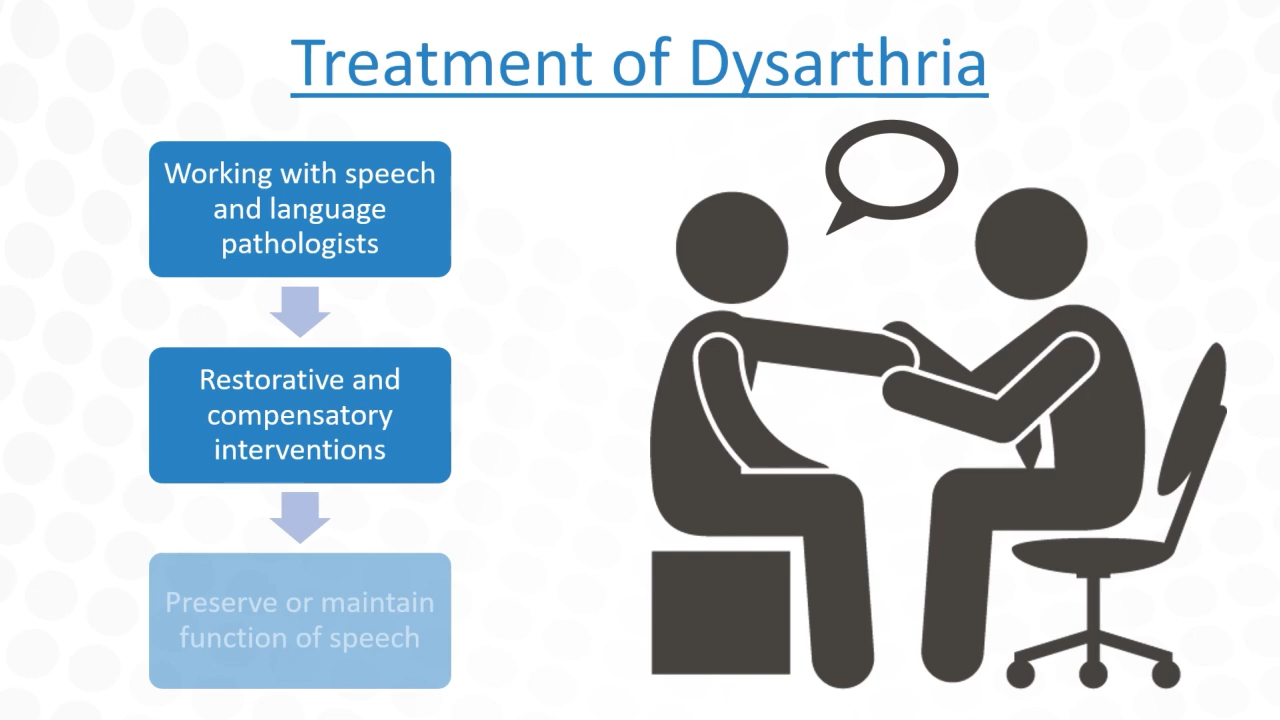 Treatment of Dysarthria
Working with speech
and language
pathologists
Restorative and
compensatory
interventions
Preserve or maintain
function of speech